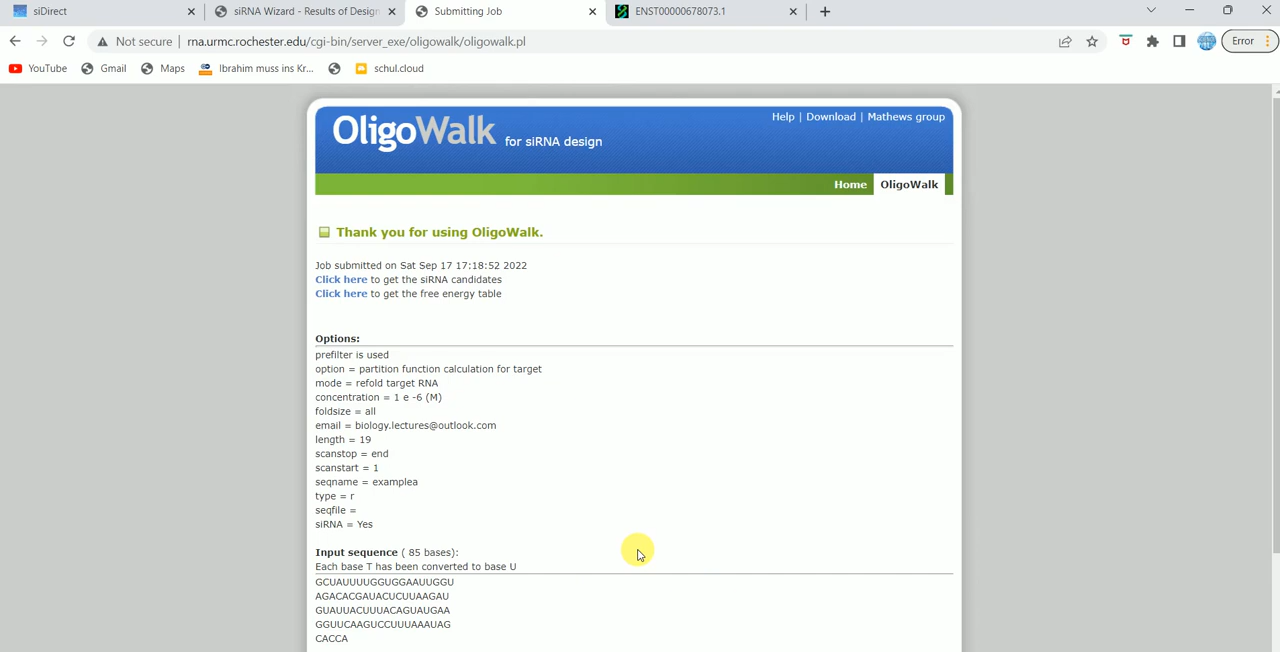 siDirect
siRNA Wizard - Results of Design
Submitting Job
ENST00000678073.1
Not secure | rna.urmc.rochester.edu/cgi-bin/server_exe/oligowalk/oligowalk.pl
Error
YouTube
Gmail
Maps
Ibrahim muss ins Kr...
schul.cloud
OligoWalk for siRNA design
Help | Download | Mathews group
Home
OligoWalk
Thank you for using OligoWalk.
Job submitted on Sat Sep 17 17:18:52 2022
Click here to get the siRNA candidates
Click here to get the free energy table
Options:
prefilter is used
option = partition function calculation for target
mode = refold target RNA
concentration = 1 e -6 (M)
foldsize = all
email = biology.lectures@outlook.com
length = 19
scanstop = end
scanstart = 1
seqname = examplea
type = r
seqfile =
siRNA = Yes
Input sequence ( 85 bases):
Each base T has been converted to base U
GCUAUUUUGGUGGAAUUGGU
AGACACGAUACUCUUAAGAU
GUAUUACUUUACAGUAUGAA
GGUUCAAGUCCUUUAAAUAG
CACCA